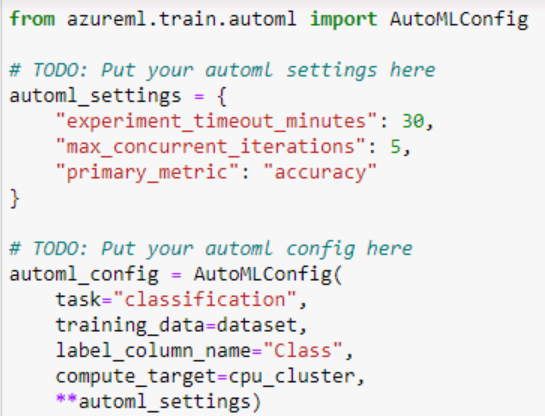 from azureml.train.automl import AutoMLConfig
# TODO: Put your automl settings here
automl_settings = {
    "experiment_timeout_minutes": 30,
    "max_concurrent_iterations": 5,
    "primary_metric": "accuracy"
}
# TODO: Put your automl config here
automl_config = AutoMLConfig(
    task="classification",
    training_data=dataset,
    label_column_name="Class",
    compute_target=cpu_cluster,
    **automl_settings)